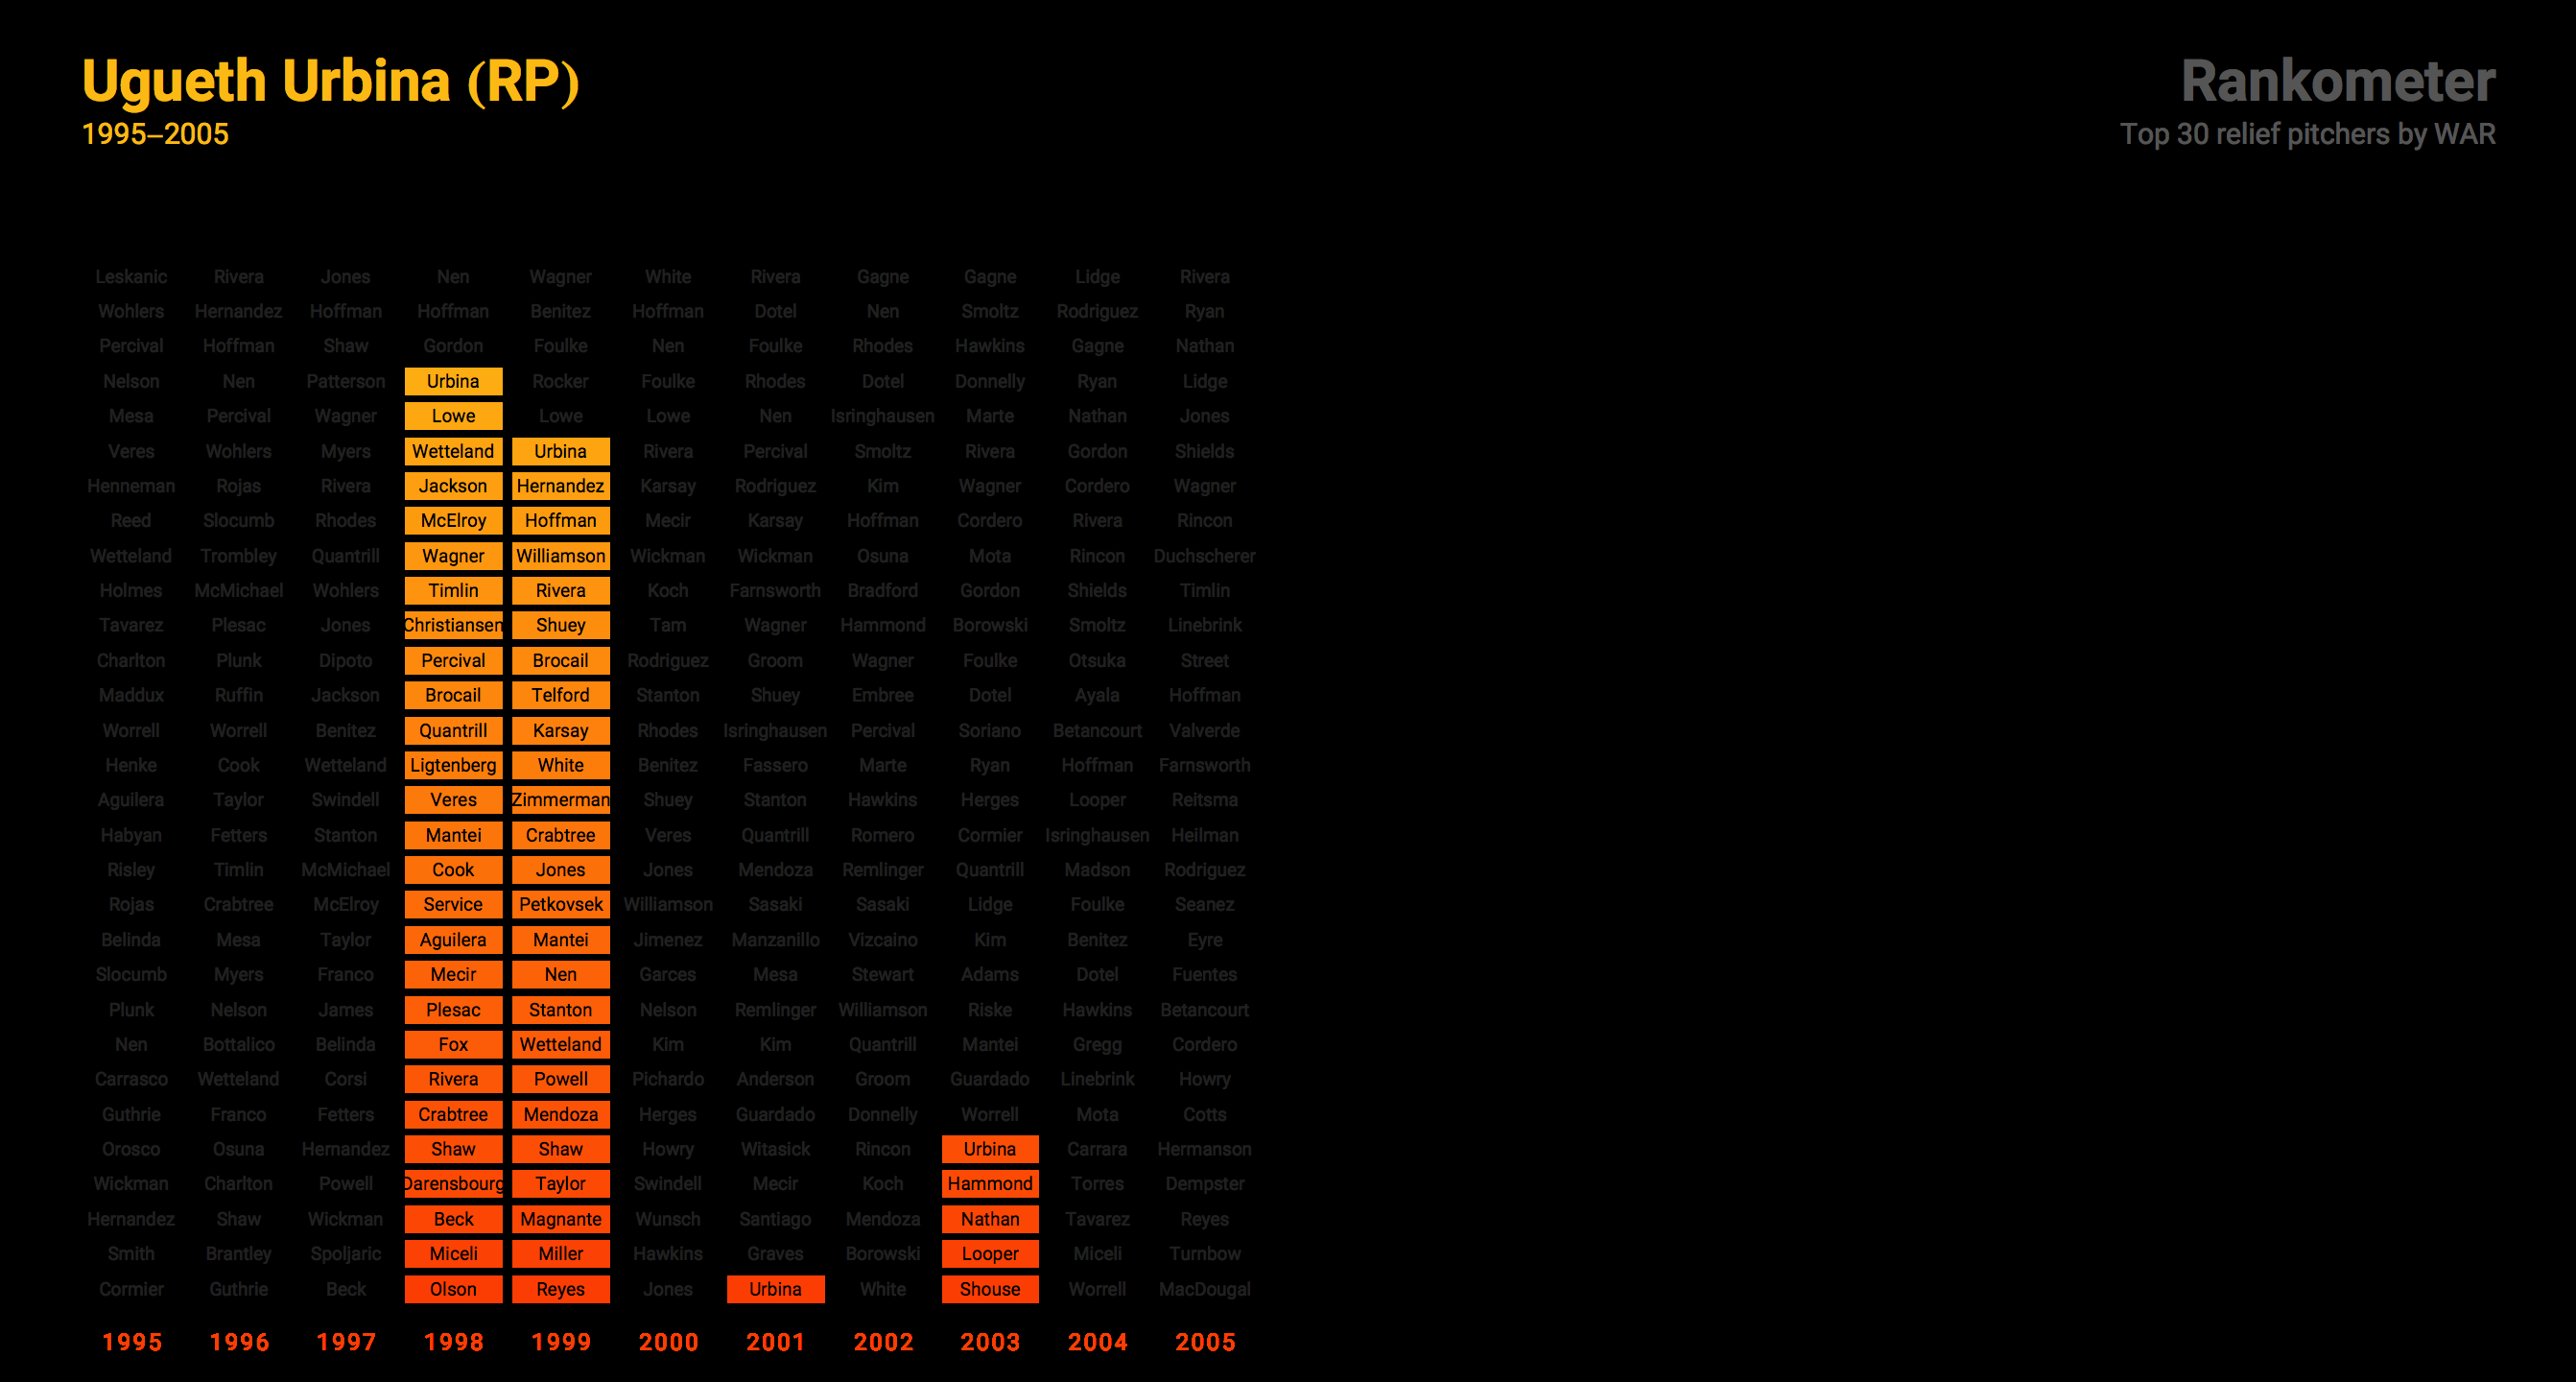 Ugueth Urbina (RP)
1995–2005
Rankometer
Top 30 relief pitchers by WAR
Leskanic Rivera Jones Nen Wagner White Rivera Gagne Gagne Lidge Rivera
Wohlers Hernandez Hoffman Hoffman Benitez Hoffman Dotel Nen Smoltz Rodriguez Ryan
Percival Hoffman Shaw Gordon Foulke Nen Foulke Rhodes Hawkins Gagne Nathan
Nelson Nen Patterson Urbina Rocker Foulke Rhodes Dotel Donnelly Ryan Lidge
Mesa Percival Wagner Lowe Lowe Lowe Nen Isringhausen Marte Nathan Jones
Veres Wohlers Myers Wetteland Urbina Rivera Percival Smoltz Rivera Gordon Shields
Henneman Rojas Rivera Jackson Hernandez Karsay Rodriguez Kim Wagner Cordero Wagner
Reed Slocumb Rhodes McElroy Hoffman Mecir Karsay Hoffman Cordero Rivera Rincon
Wetteland Trombley Quantrill Wagner Williamson Wickman Wickman Osuna Mota Rincon Duchscherer
Holmes McMichael Wohlers Timlin Rivera Koch Farnsworth Bradford Gordon Shields Timlin
Tavarez Plesac Jones Christiansen Shuey Tam Wagner Hammond Borowski Smoltz Linebrink
Charlton Plunk Dipoto Percival Brocail Rodriguez Groom Wagner Foulke Otsuka Street
Maddux Ruffin Jackson Brocail Telford Stanton Shuey Embree Dotel Ayala Hoffman
Worrell Worrell Benitez Quantrill Karsay Rhodes Isringhausen Percival Soriano Betancourt Valverde
Henke Cook Wetteland Ligtenberg White Benitez Fassero Marte Ryan Hoffman Farnsworth
Aguilera Taylor Swindell Veres Zimmerman Shuey Stanton Hawkins Herges Looper Reitsma
Habyan Fetters Stanton Mantei Crabtree Veres Quantrill Romero Cormier Isringhausen Heilman
Risley Timlin McMichael Cook Jones Jones Mendoza Remlinger Quantrill Madson Rodriguez
Rojas Crabtree McElroy Service Petkovsek Williamson Sasaki Sasaki Lidge Foulke Seanez
Belinda Mesa Taylor Aguilera Mantei Jimenez Manzanillo Vizcaino Kim Benitez Eyre
Slocumb Myers Franco Mecir Nen Garces Mesa Stewart Adams Dotel Fuentes
Plunk Nelson James Plesac Stanton Nelson Remlinger Williamson Riske Hawkins Betancourt
Nen Bottalico Belinda Fox Wetteland Kim Kim Quantrill Mantei Gregg Cordero
Carrasco Wetteland Corsi Rivera Powell Pichardo Anderson Groom Guardado Linebrink Howry
Guthrie Franco Fetters Crabtree Mendoza Herges Guardado Donnelly Worrell Mota Cotts
Orosco Osuna Hernandez Shaw Shaw Howry Witasick Rincon Urbina Carrara Hermanson
Wickman Charlton Powell Darensbourg Taylor Swindell Mecir Koch Hammond Torres Dempster
Hernandez Shaw Wickman Beck Magnante Wunsch Santiago Mendoza Nathan Tavarez Reyes
Smith Brantley Spoljaric Miceli Miller Hawkins Graves Borowski Looper Miceli Turnbow
Cormier Guthrie Beck Olson Reyes Jones Urbina White Shouse Worrell MacDougal
1995 1996 1997 1998 1999 2000 2001 2002 2003 2004 2005